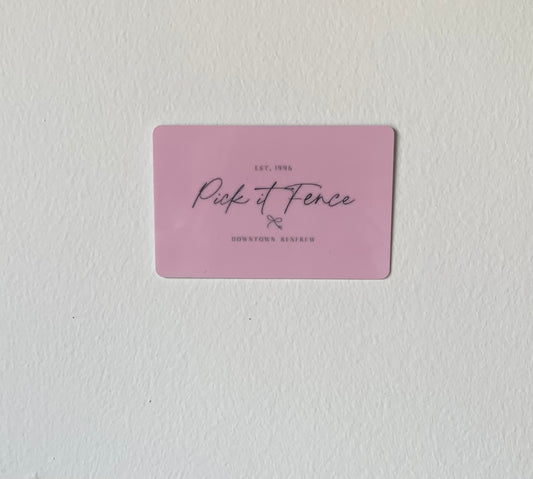 EST. 1996
Pick it Fence
DOWNTOWN RENFREW